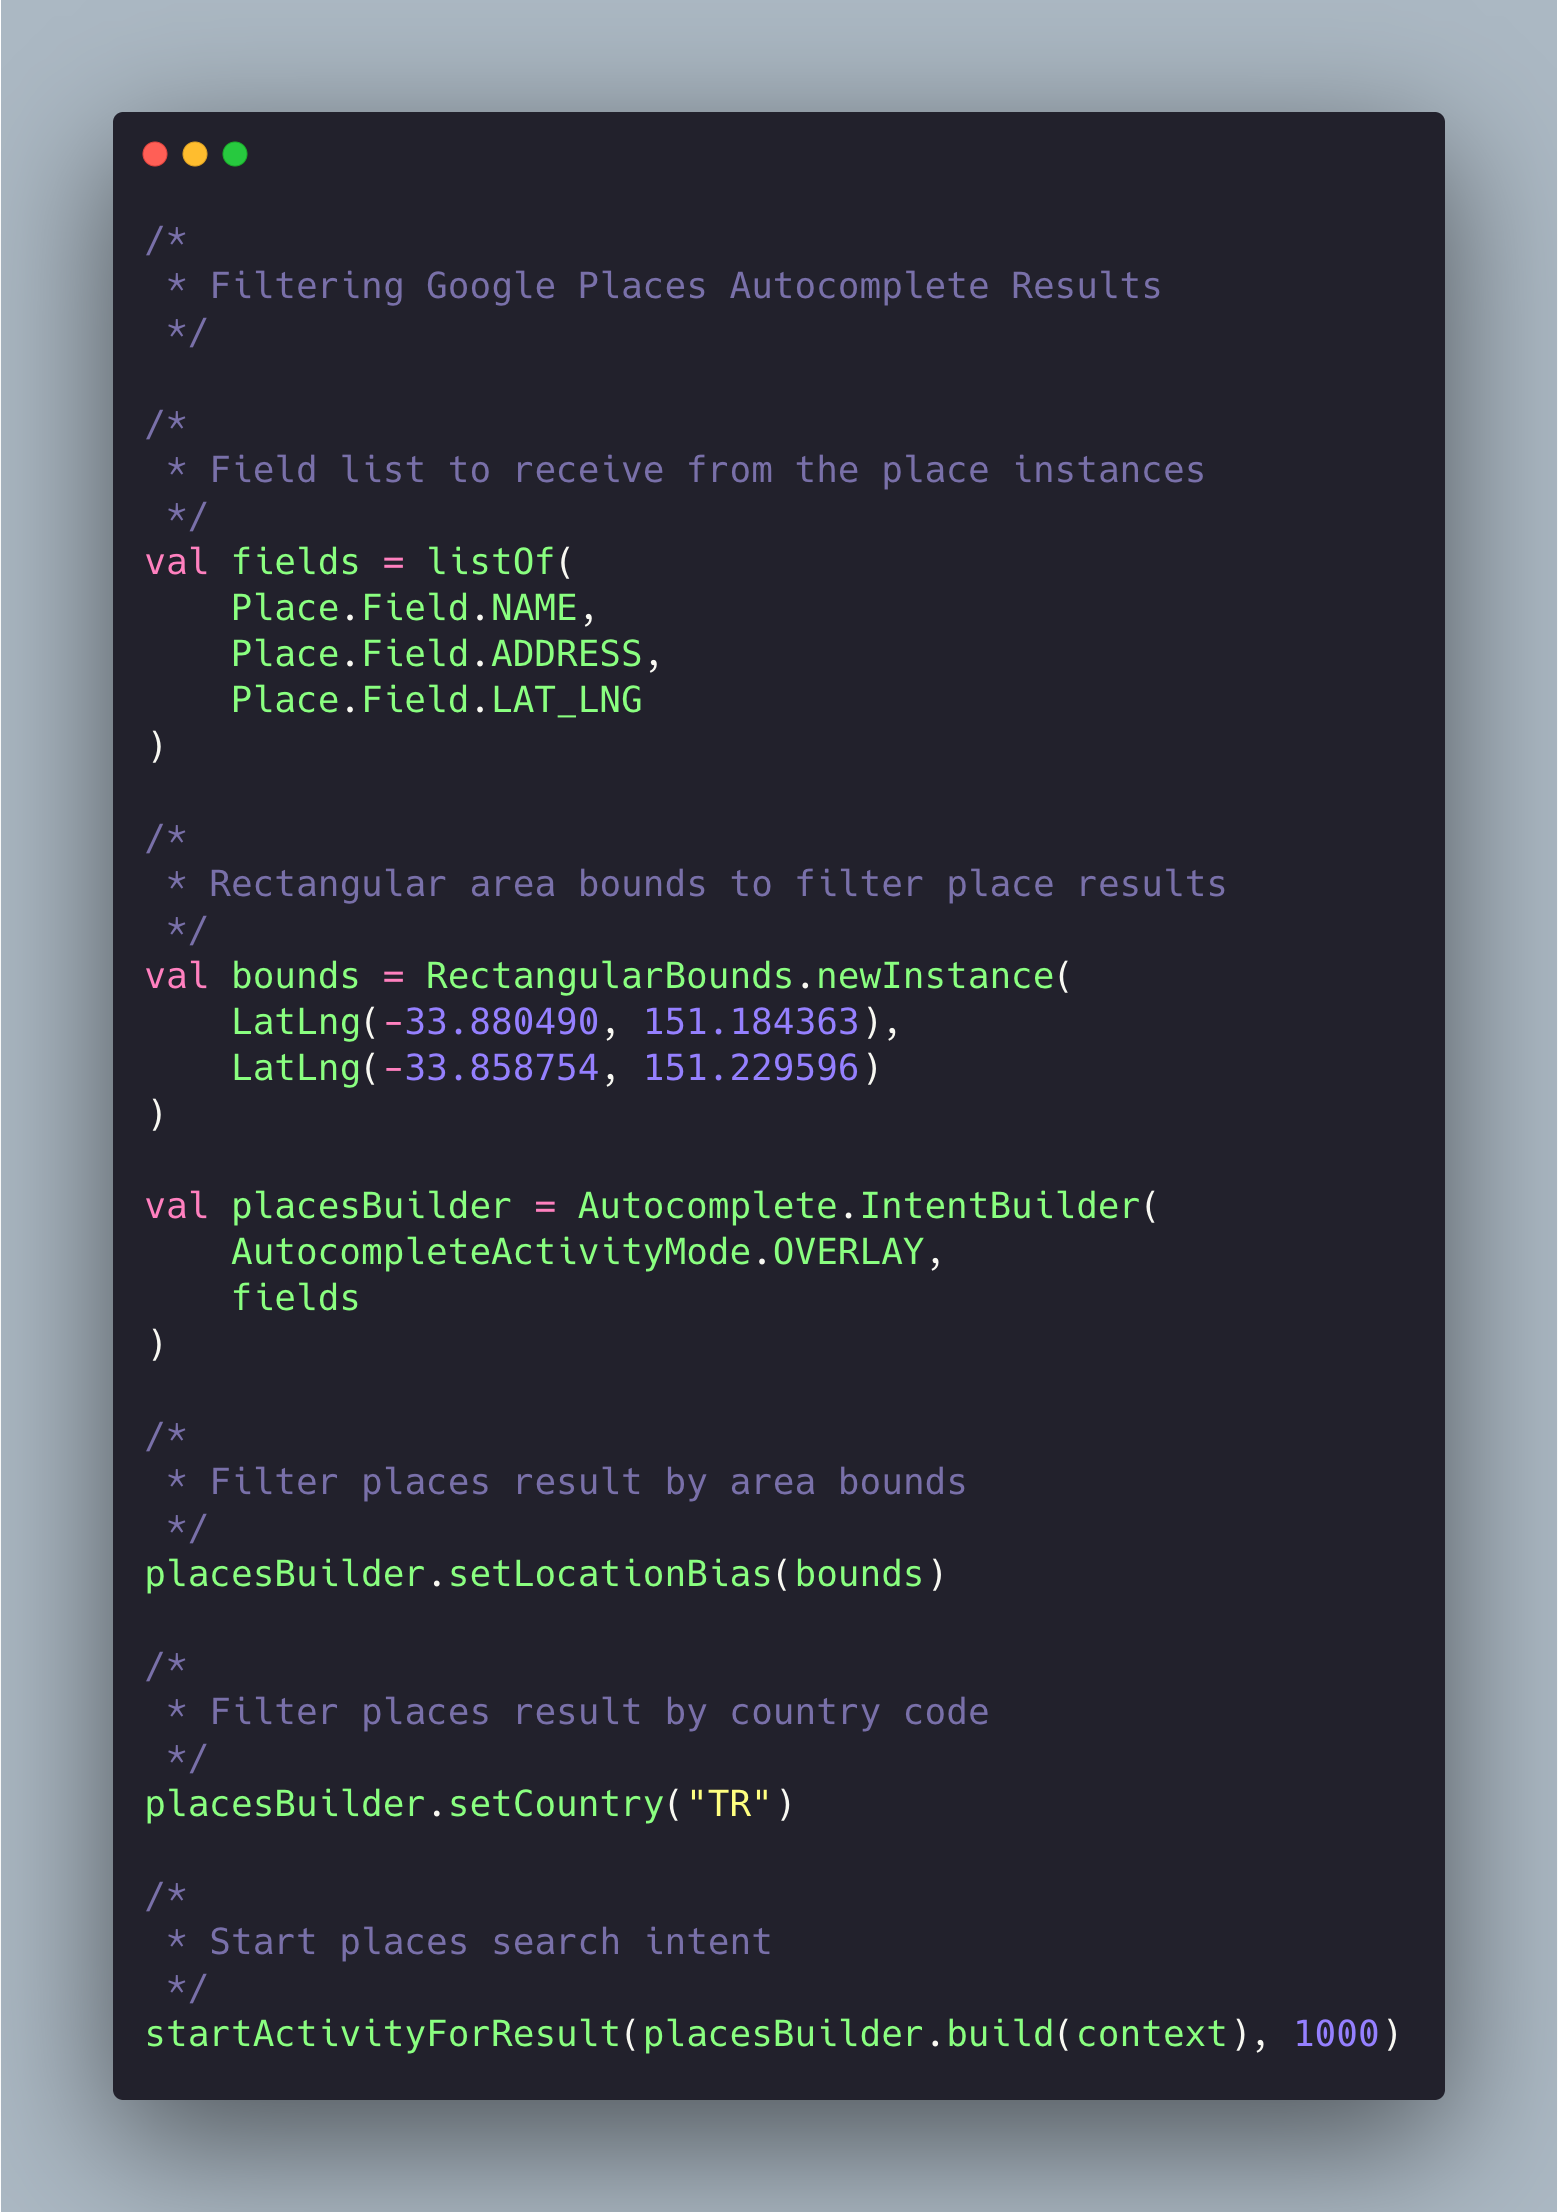 /*
 * Filtering Google Places Autocomplete Results
 */

/*
 * Field list to receive from the place instances
 */
val fields = listOf(
    Place.Field.NAME,
    Place.Field.ADDRESS,
    Place.Field.LAT_LNG
)

/*
 * Rectangular area bounds to filter place results
 */
val bounds = RectangularBounds.newInstance(
    LatLng(-33.880490, 151.184363),
    LatLng(-33.858754, 151.229596)
)

val placesBuilder = Autocomplete.IntentBuilder(
    AutocompleteActivityMode.OVERLAY,
    fields
)

/*
 * Filter places result by area bounds
 */
placesBuilder.setLocationBias(bounds)

/*
 * Filter places result by country code
 */
placesBuilder.setCountry("TR")

/*
 * Start places search intent
 */
startActivityForResult(placesBuilder.build(context), 1000)